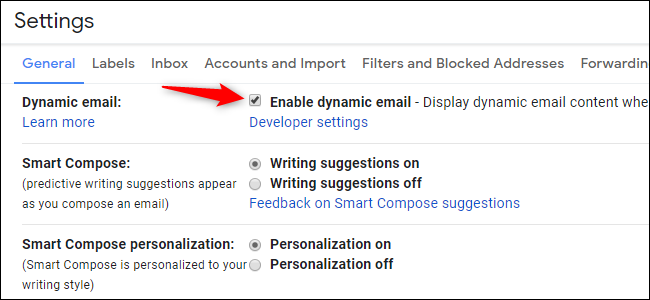 Settings
General Labels Inbox Accounts and Import Filters and Blocked Addresses Forwarding
Dynamic email: Enable dynamic email - Display dynamic email content whe
Learn more Developer settings
Smart Compose: Writing suggestions on
(predictive writing suggestions appear Writing suggestions off
as you compose an email) Feedback on Smart Compose suggestions
Smart Compose personalization: Personalization on
(Smart Compose is personalized to your Personalization off
writing style)